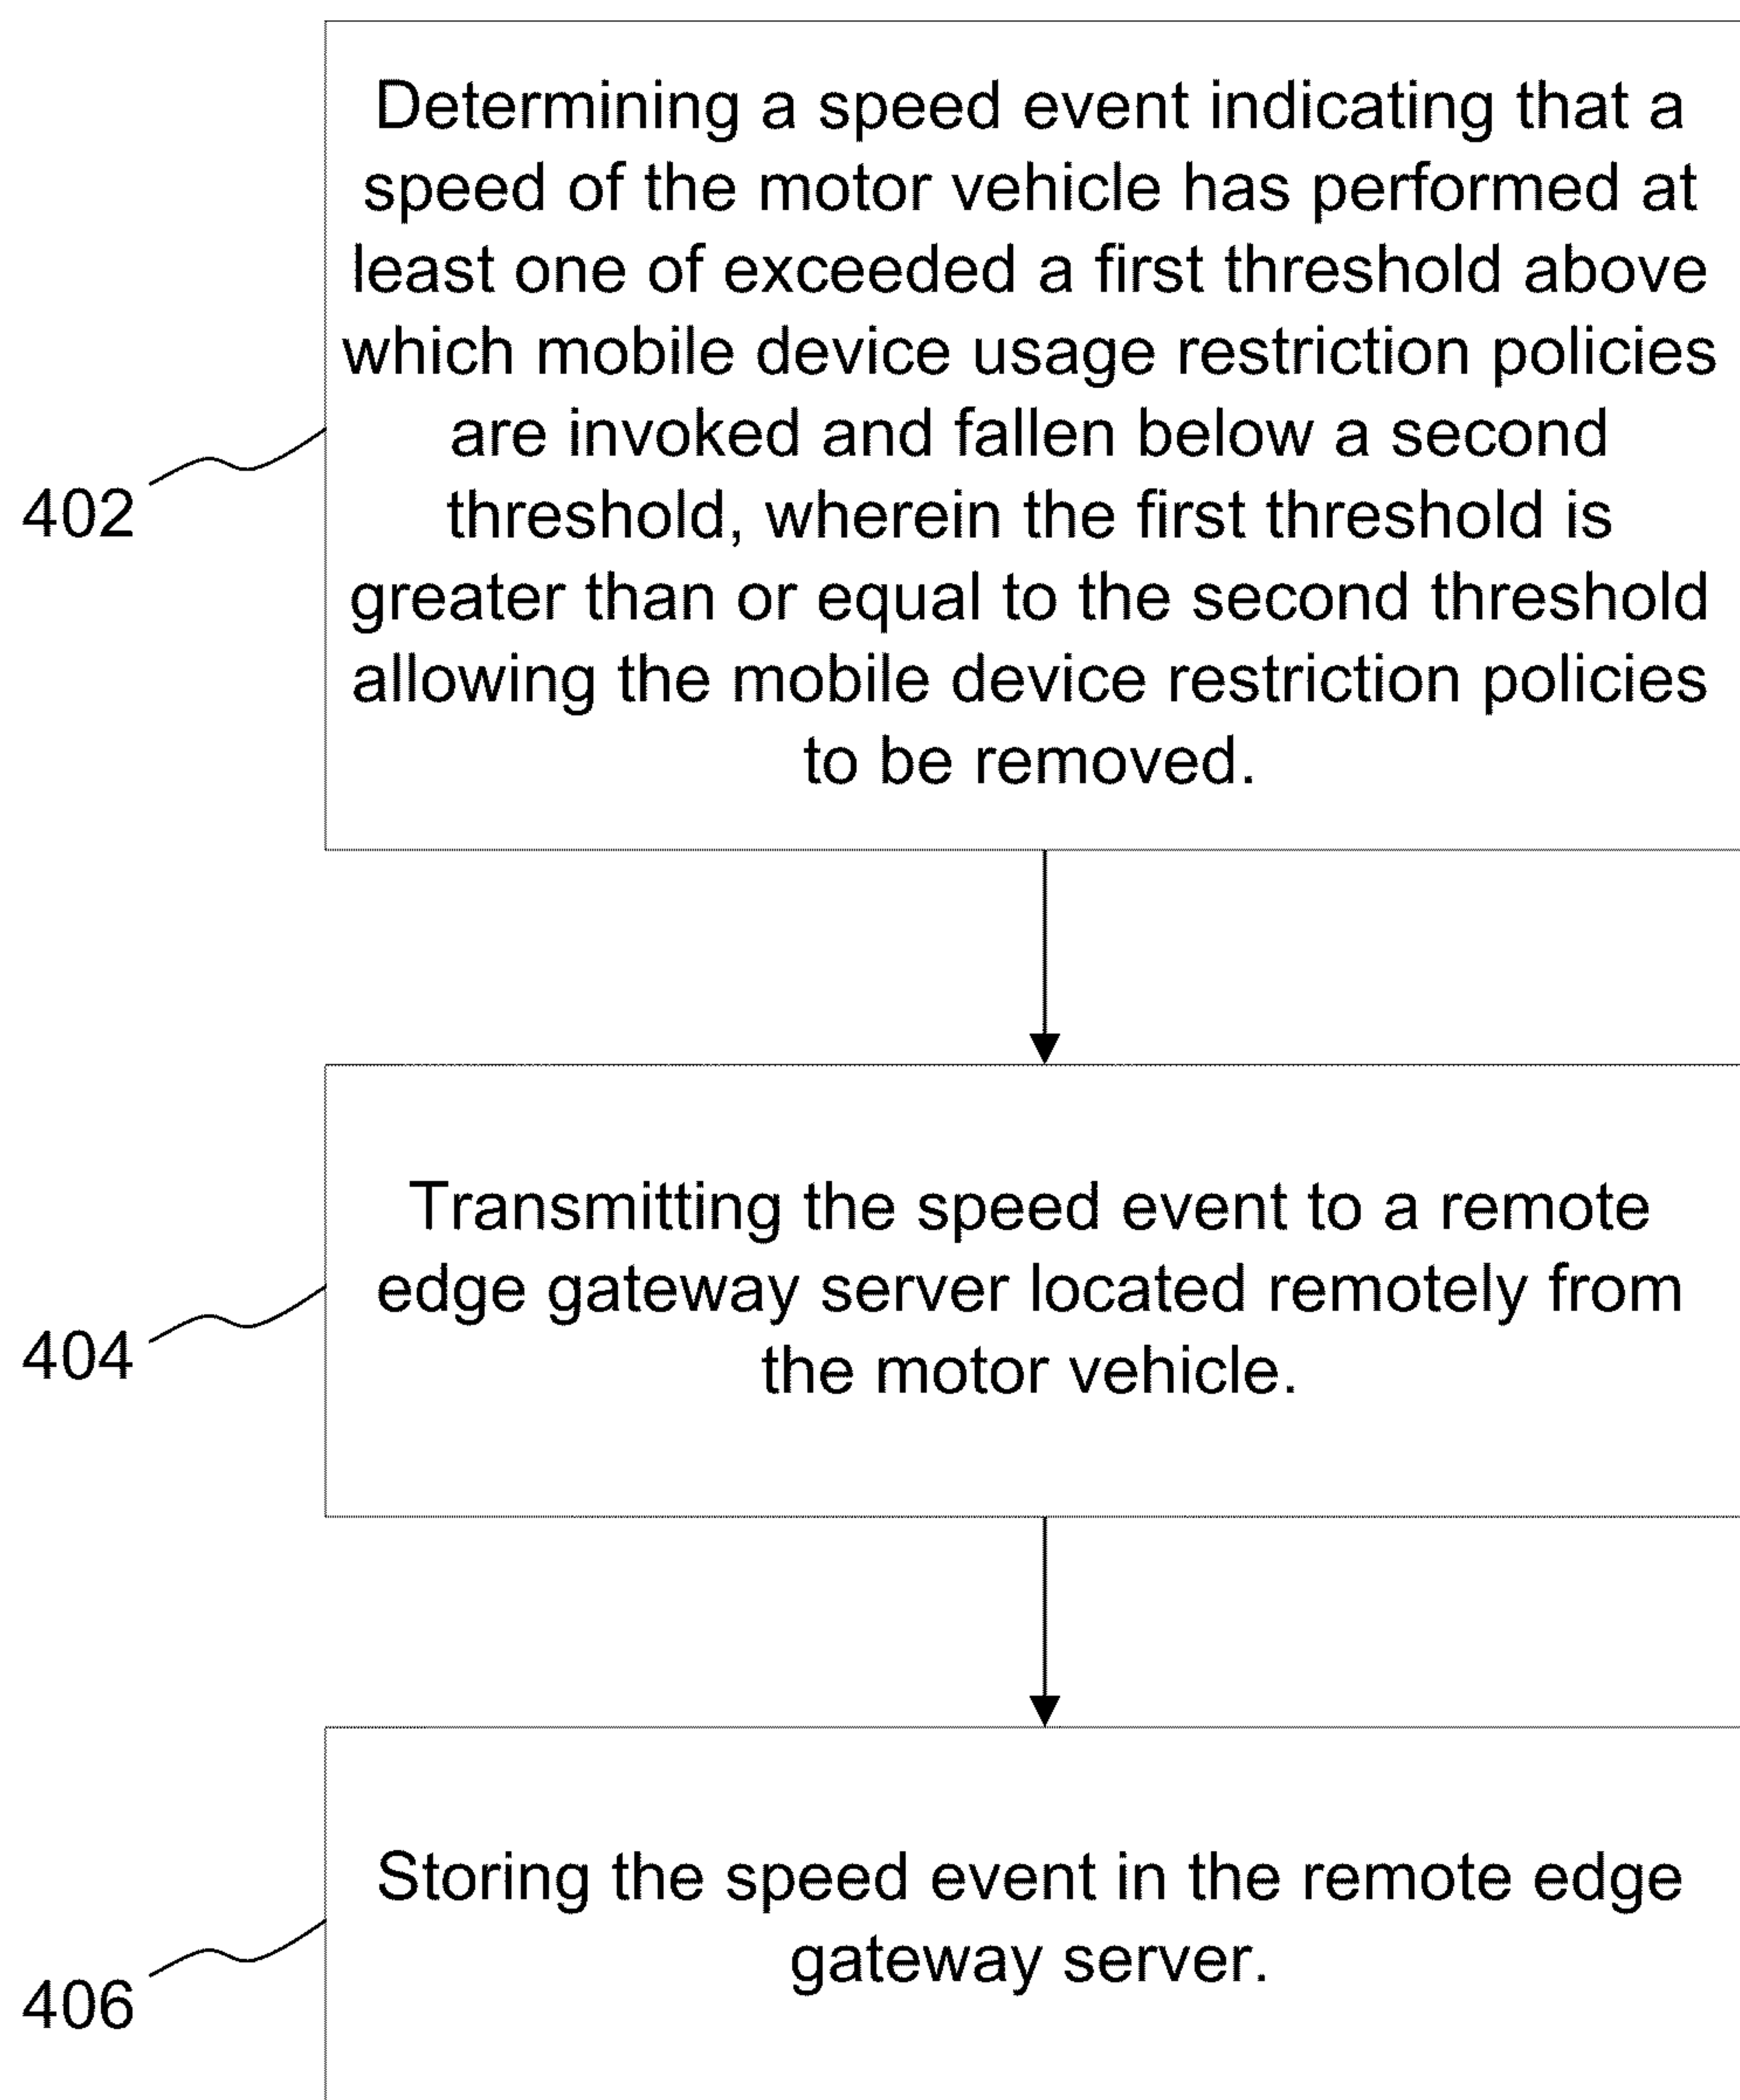 Determining a speed event indicating that a
speed of the motor vehicle has performed at
least one of exceeded a first threshold above
which mobile device usage restriction policies
are invoked and fallen below a second
threshold, wherein the first threshold is
greater than or equal to the second threshold
allowing the mobile device restriction policies
to be removed.
402
Transmitting the speed event to a remote
edge gateway server located remotely from
the motor vehicle.
404
Storing the speed event in the remote edge
gateway server.
406